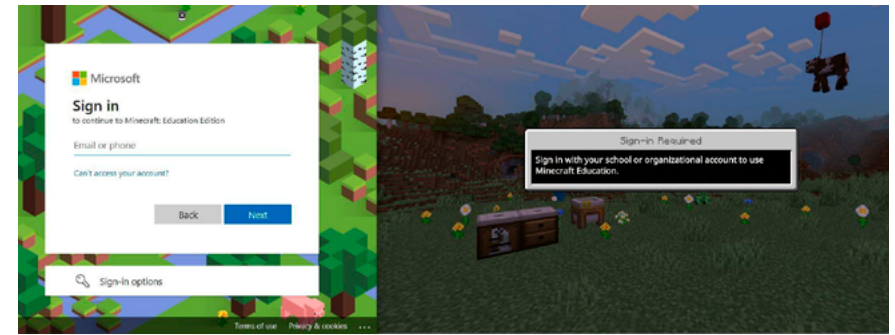 Microsoft
Sign in
to continue to Minecraft: Education Edition
Email or phone
Can't access your account?
Back
Next
Sign-in options
Terms of use
Privacy & cookies
...
Sign-in Required
Sign in with your school or organizational account to use
Minecraft Education.